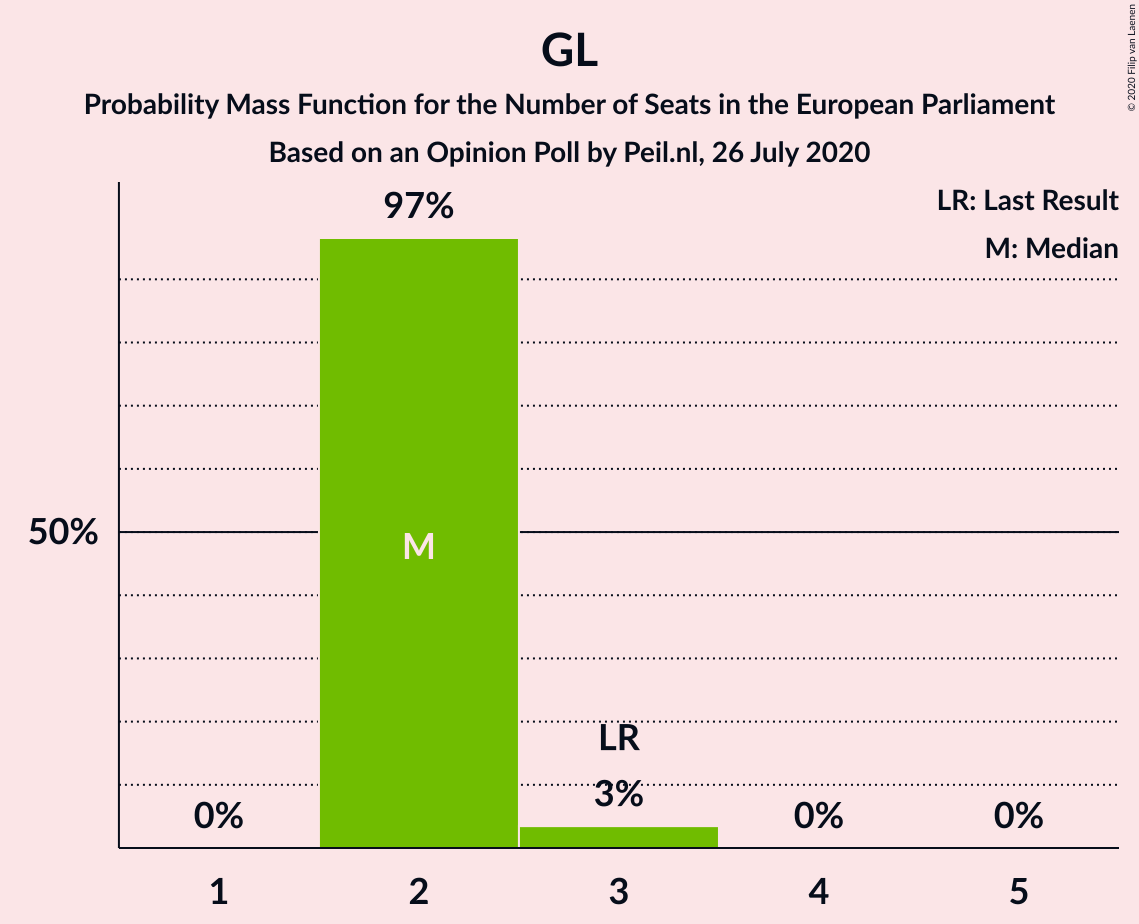 GL
Probability Mass Function for the Number of Seats in the European Parliament
Based on an Opinion Poll by Peil.nl, 26 July 2020
© 2020 Filip van Laenen
LR: Last Result
M: Median
97%
50%
M
LR
0%
3%
0%
0%
1
2
3
4
5